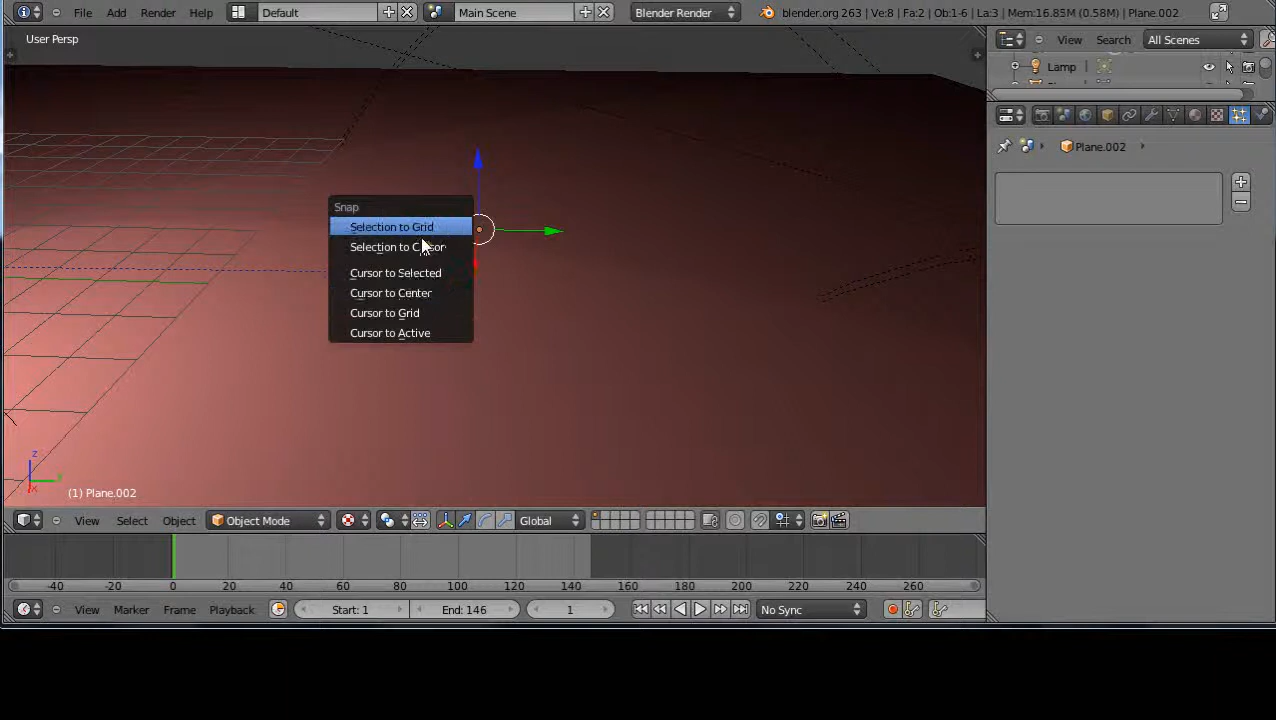 File Add Render Help Default Main Scene Blender Render blender.org 263 | Ve:8 | Fa:2 | Ob:1-6 | La:3 | Mem:16.85M (0.58M) | Plane.002
User Persp
View Search All Scenes
Lamp
Plane.002
Snap
Selection to Grid
Selection to Cursor
Cursor to Selected
Cursor to Center
Cursor to Grid
Cursor to Active
z
y
x
(1) Plane.002
View Select Object Object Mode Global
-40 -20 0 20 40 60 80 100 120 140 160 180 200 220 240 260
View Marker Frame Playback Start: 1 End: 146 1 No Sync